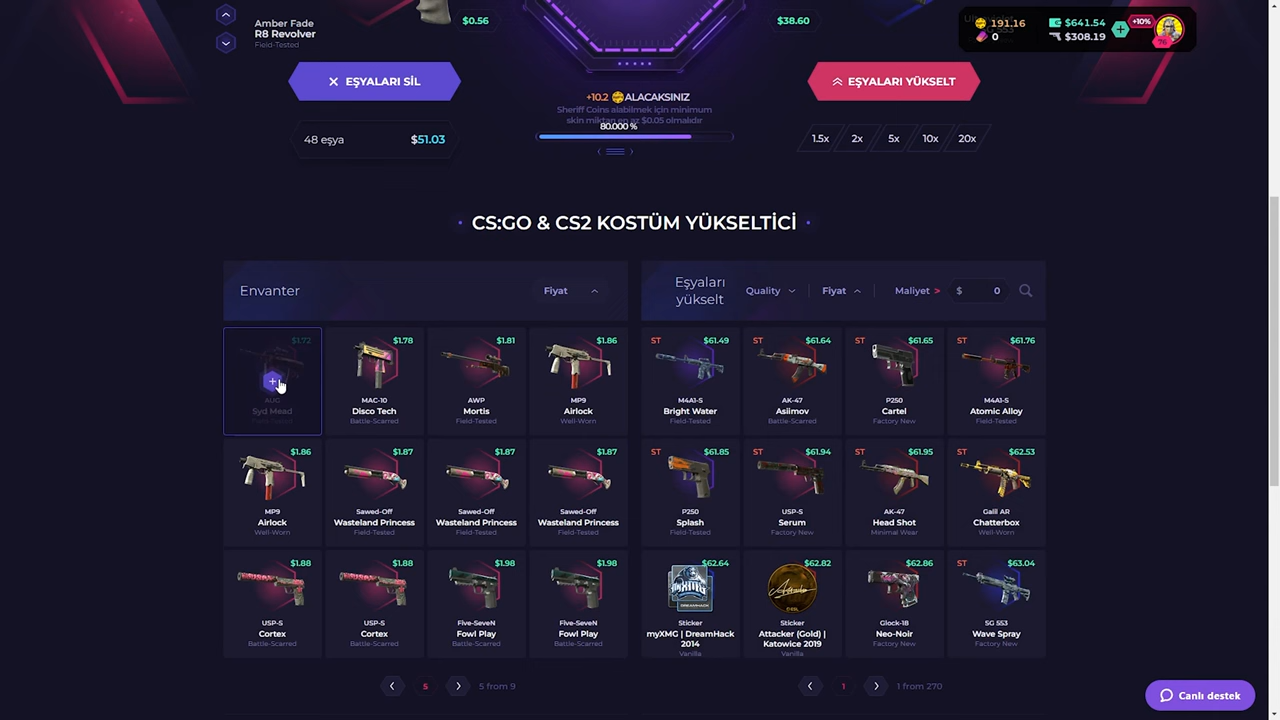 Amber Fade
R8 Revolver
Field-Tested
$0.56
$38.60
191.16
0
$641.54
$308.19
+10%
EŞYALARI SİL
EŞYALARI YÜKSELT
+10.2 ALACAKSINIZ
Sheriff Coins alabilmek için minimum
skin miktarı en az $0.05 olmalıdır
80.000 %
48 eşya
$51.03
1.5x 2x 5x 10x 20x
CS:GO & CS2 KOSTÜM YÜKSELTİCİ
Envanter
Fiyat
Eşyaları
yükselt
Quality
Fiyat
Maliyet >
$ 0
$1.72
AUG
Syd Mead
Field-Tested
$1.78
MAC-10
Disco Tech
Battle-Scarred
$1.81
AWP
Mortis
Field-Tested
$1.86
MP9
Airlock
Well-Worn
ST $61.49
M4A1-S
Bright Water
Field-Tested
ST $61.64
AK-47
Asiimov
Battle-Scarred
ST $61.65
P250
Cartel
Factory New
ST $61.76
M4A1-S
Atomic Alloy
Field-Tested
$1.86
MP9
Airlock
Well-Worn
$1.87
Sawed-Off
Wasteland Princess
Field-Tested
$1.87
Sawed-Off
Wasteland Princess
Field-Tested
$1.87
Sawed-Off
Wasteland Princess
Field-Tested
ST $61.85
P250
Splash
Field-Tested
ST $61.94
USP-S
Serum
Factory New
ST $61.95
AK-47
Head Shot
Minimal Wear
$62.53
Galil AR
Chatterbox
Well-Worn
$1.88
USP-S
Cortex
Battle-Scarred
$1.88
USP-S
Cortex
Battle-Scarred
$1.98
Five-SeveN
Fowl Play
Battle-Scarred
$1.98
Five-SeveN
Fowl Play
Battle-Scarred
$62.64
Sticker
myXMG | DreamHack
2014
Vanilla
$62.82
Sticker
Attacker (Gold) |
Katowice 2019
Vanilla
$62.86
Glock-18
Neo-Noir
Factory New
ST $63.04
SG 553
Wave Spray
Factory New
5
5 from 9
1
1 from 270
Canlı destek